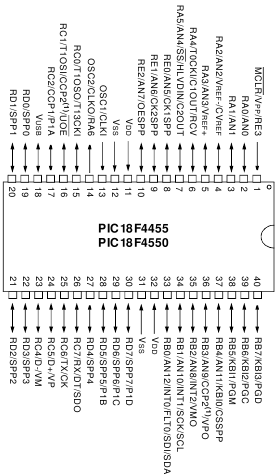 MCLR/VPP/RE3
RA0/AN0
RA1/AN1
RA2/AN2/VREF-/CVREF
RA3/AN3/VREF+
RA4/T0CKI/C1OUT/RCV
RA5/AN4/SS/HLVDIN/C2OUT
RE0/AN5/CK1SPP
RE1/AN6/CK2SPP
RE2/AN7/OESPP
VDD
VSS
OSC1/CLKI
OSC2/CLKO/RA6
RC0/T1OSO/T13CKI
RC1/T1OSI/CCP2(1)/UOE
RC2/CCP1/P1A
VUSB
RD0/SPP0
RD1/SPP1
1
2
3
4
5
6
7
8
9
10
11
12
13
14
15
16
17
18
19
20
PIC18F4455
PIC18F4550
40
39
38
37
36
35
34
33
32
31
30
29
28
27
26
25
24
23
22
21
RB7/KBI3/PGD
RB6/KBI2/PGC
RB5/KBI1/PGM
RB4/AN11/KBI0/CSSPP
RB3/AN9/CCP2(1)/VPO
RB2/AN8/INT2/VMO
RB1/AN10/INT1/SCK/SCL
RB0/AN12/INT0/FLT0/SDI/SDA
VDD
VSS
RD7/SPP7/P1D
RD6/SPP6/P1C
RD5/SPP5/P1B
RD4/SPP4
RC7/RX/DT/SDO
RC6/TX/CK
RC5/D+/VP
RC4/D-/VM
RD3/SPP3
RD2/SPP2